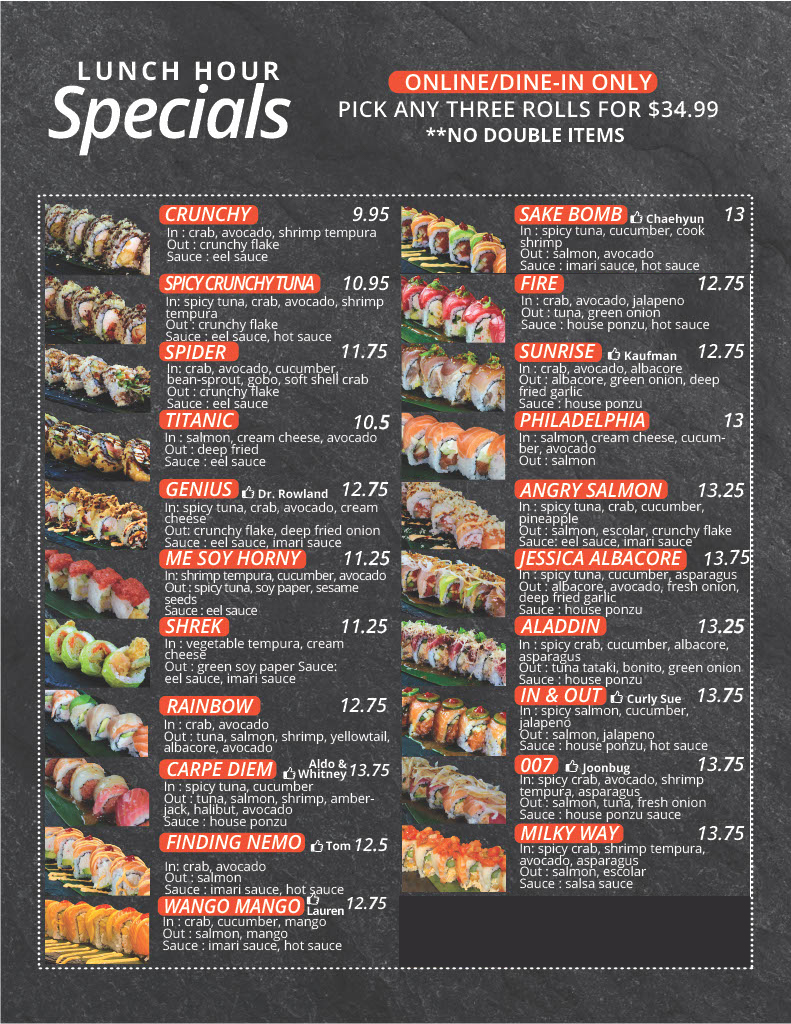 LUNCH HOUR
Specials
ONLINE/DINE-IN ONLY
PICK ANY THREE ROLLS FOR $34.99
**NO DOUBLE ITEMS
CRUNCHY 9.95
In : crab, avocado, shrimp tempura
Out : crunchy flake
Sauce : eel sauce
SPICY CRUNCHY TUNA 10.95
In: spicy tuna, crab, avocado, shrimp
tempura
Out : crunchy flake
Sauce : eel sauce, hot sauce
SPIDER 11.75
In: crab, avocado, cucumber,
bean-sprout, gobo, soft shell crab
Out : crunchy flake
Sauce : eel sauce
TITANIC 10.5
In : salmon, cream cheese, avocado
Out : deep fried
Sauce : eel sauce
GENIUS Dr. Rowland 12.75
In: spicy tuna, crab, avocado, cream
cheese
Out: crunchy flake, deep fried onion
Sauce : eel sauce, imari sauce
ME SOY HORNY 11.25
In: shrimp tempura, cucumber, avocado
Out : spicy tuna, soy paper, sesame
seeds
Sauce : eel sauce
SHREK 11.25
In : vegetable tempura, cream
cheese
Out : green soy paper Sauce:
eel sauce, imari sauce
RAINBOW 12.75
In : crab, avocado
Out : tuna, salmon, shrimp, yellowtail,
albacore, avocado
CARPE DIEM Aldo &
Whitney 13.75
In : spicy tuna, cucumber
Out : tuna, salmon, shrimp, amber-
jack, halibut, avocado
Sauce : house ponzu
FINDING NEMO Tom 12.5
In: crab, avocado
Out : salmon
Sauce : imari sauce, hot sauce
WANGO MANGO Lauren 12.75
In : crab, cucumber, mango
Out : salmon, mango
Sauce : imari sauce, hot sauce
SAKE BOMB Chaehyun 13
In : spicy tuna, cucumber, cook
shrimp
Out : salmon, avocado
Sauce : imari sauce, hot sauce
FIRE 12.75
In : crab, avocado, jalapeno
Out : tuna, green onion
Sauce : house ponzu, hot sauce
SUNRISE Kaufman 12.75
In : crab, avocado, albacore
Out : albacore, green onion, deep
fried garlic
Sauce : house ponzu
PHILADELPHIA 13
In : salmon, cream cheese, cucum-
ber, avocado
Out : salmon
ANGRY SALMON 13.25
In : spicy tuna, crab, cucumber,
pineapple
Out : salmon, escolar, crunchy flake
Sauce: eel sauce, imari sauce
JESSICA ALBACORE 13.75
In : spicy tuna, cucumber, asparagus
Out : albacore, avocado, fresh onion,
deep fried garlic
Sauce : house ponzu
ALADDIN 13.25
In : spicy crab, cucumber, albacore,
asparagus
Out : tuna tataki, bonito, green onion
Sauce : house ponzu
IN & OUT Curly Sue 13.75
In : spicy salmon, cucumber,
jalapeno
Out : salmon, jalapeno
Sauce : house ponzu, hot sauce
007 Joonbug 13.75
In: spicy crab, avocado, shrimp
tempura, asparagus
Out : salmon, tuna, fresh onion
Sauce : house ponzu sauce
MILKY WAY 13.75
In: spicy crab, shrimp tempura,
avocado, asparagus
Out : salmon, escolar
Sauce : salsa sauce